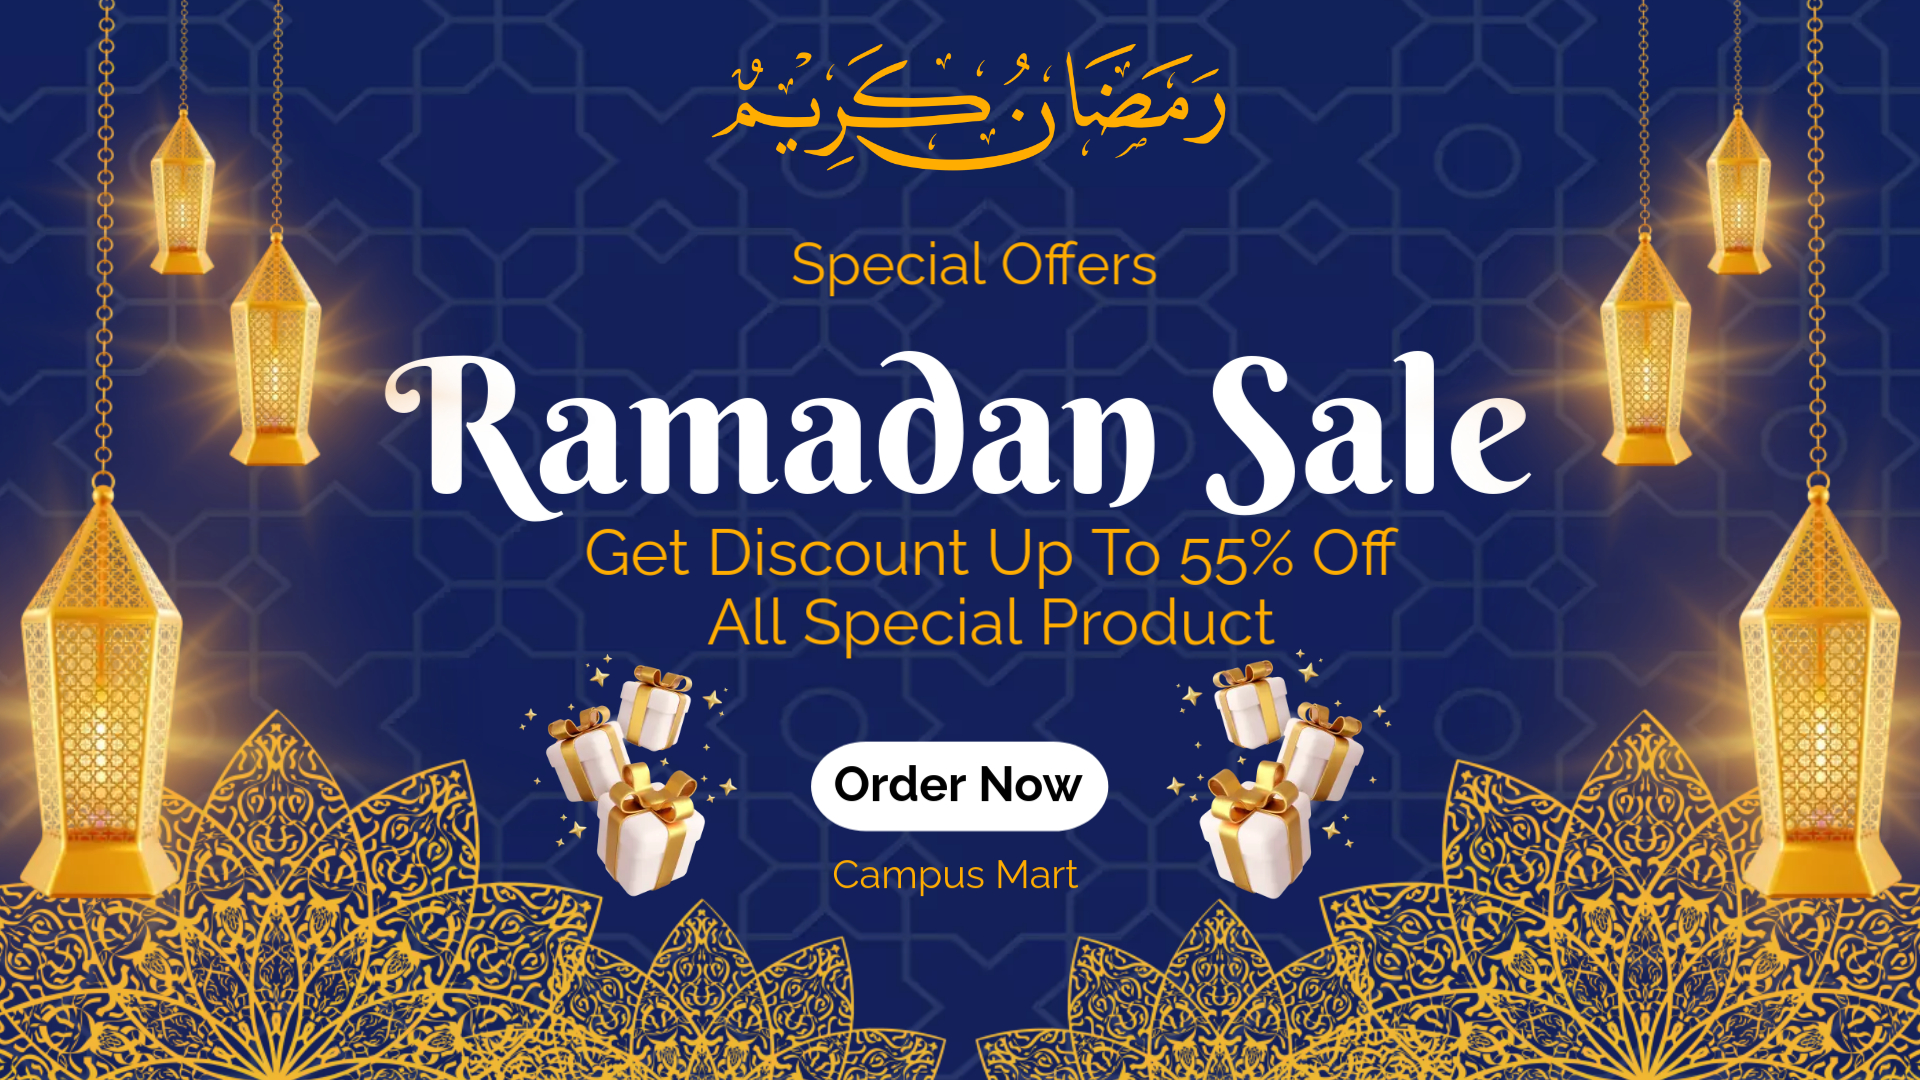 رَمَضَان كَرِيمٌ
Special Offers
Ramadan Sale
Get Discount Up To 55% Off
All Special Product
Order Now
Campus Mart